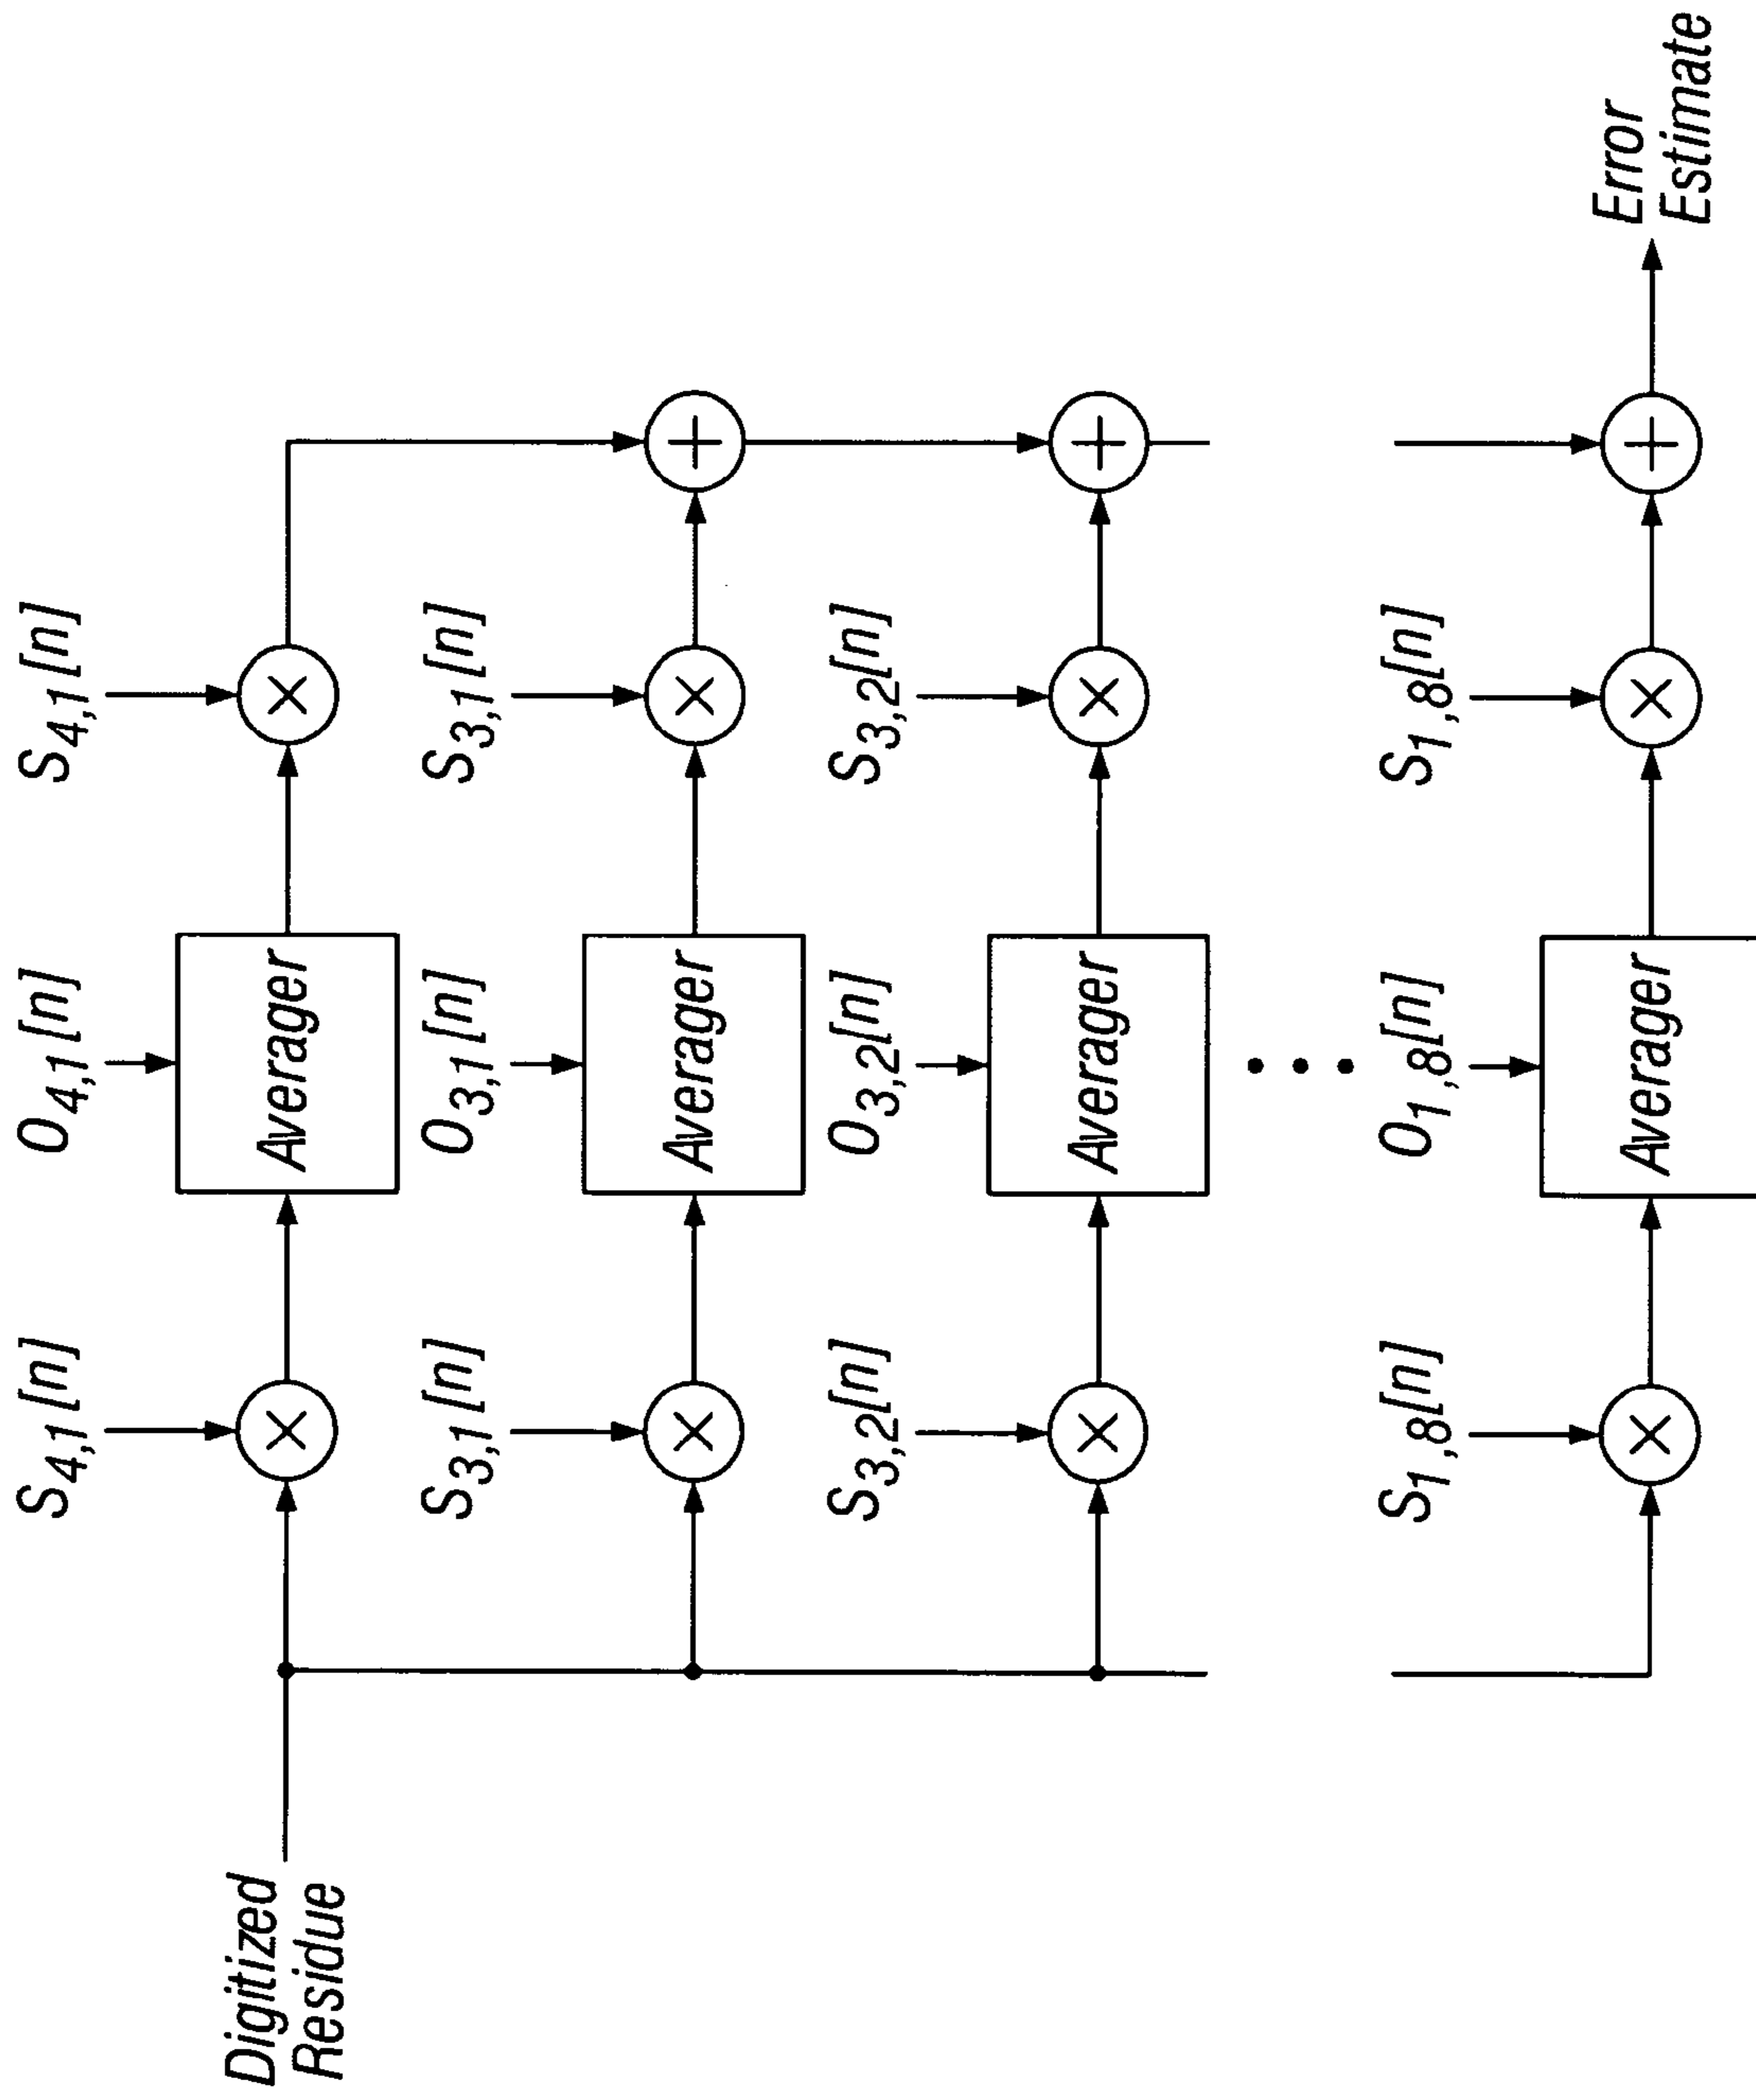 Digitized
Residue
S4,1[n]
O4,1[n]
S4,1[n]
Averager
S3,1[n]
O3,1[n]
S3,1[n]
Averager
S3,2[n]
O3,2[n]
S3,2[n]
Averager
S1,8[n]
O1,8[n]
S1,8[n]
Averager
Error
Estimate